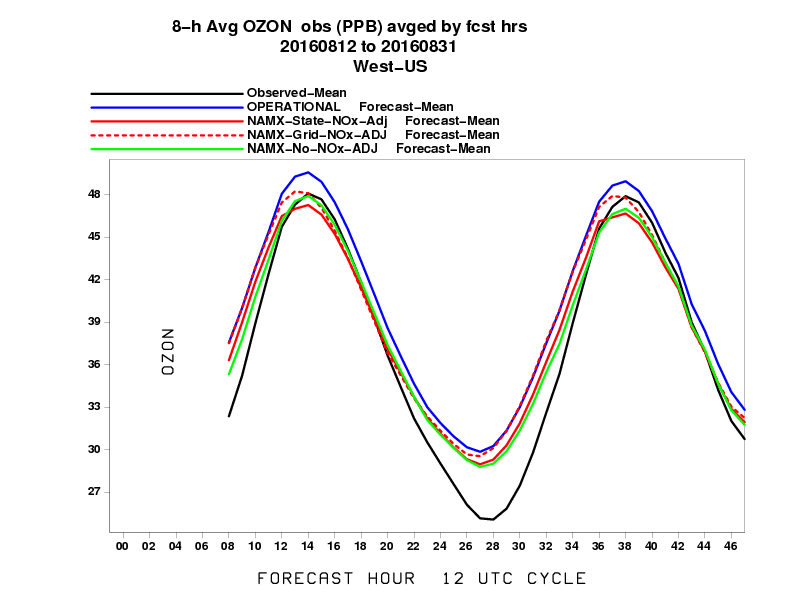 8-h Avg OZON  obs (PPB) avged by fcst hrs
20160812 to 20160831
West-US
Observed-Mean
OPERATIONAL    Forecast-Mean
NAMX-State-NOx-Adj    Forecast-Mean
NAMX-Grid-NOx-ADJ    Forecast-Mean
NAMX-No-NOx-ADJ    Forecast-Mean
48
45
42
39
36
33
30
27
OZON
00 02 04 06 08 10 12 14 16 18 20 22 24 26 28 30 32 34 36 38 40 42 44 46
FORECAST HOUR  12 UTC CYCLE